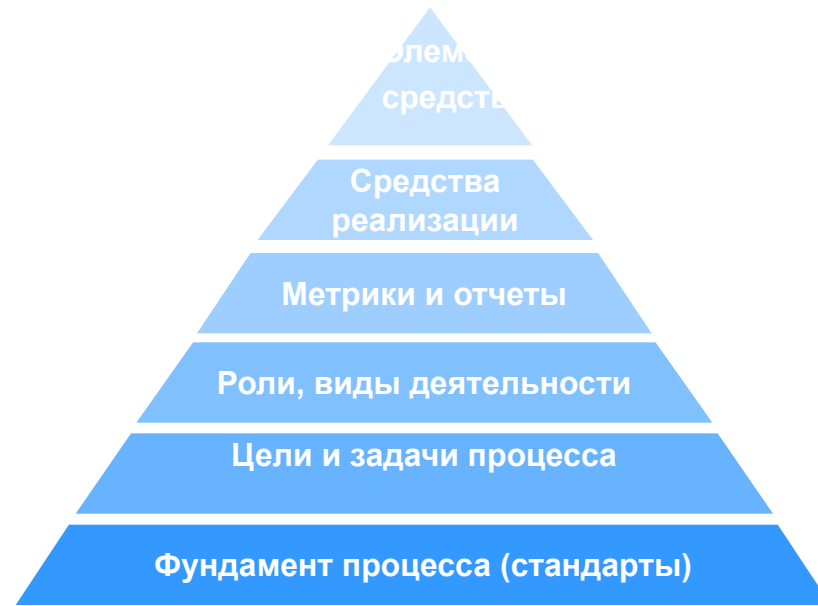 Средства
реализации
Метрики и отчеты
Роли, виды деятельности
Цели и задачи процесса
Фундамент процесса (стандарты)